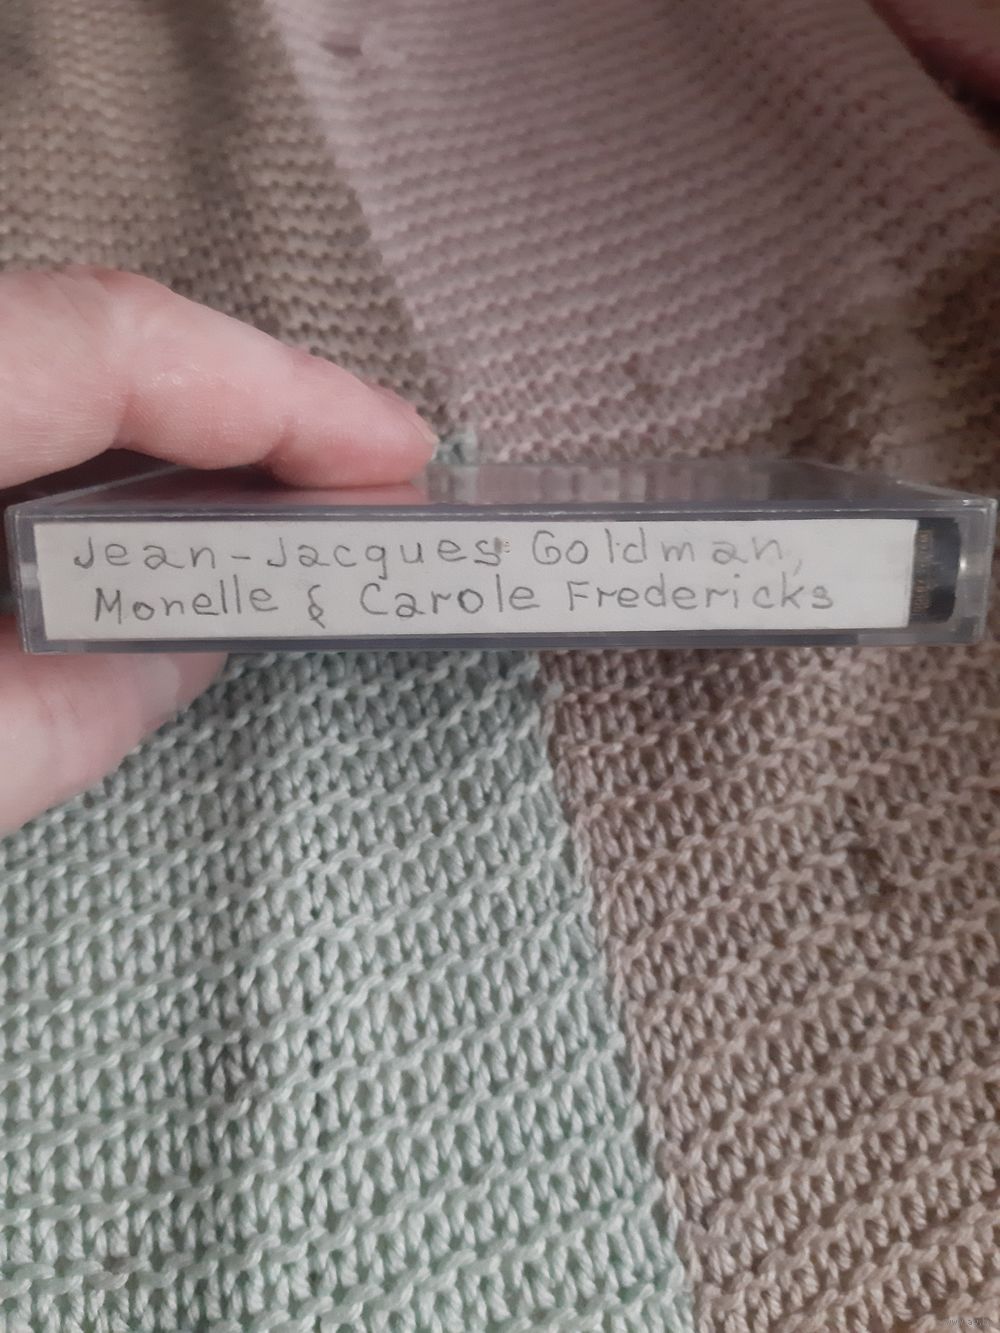 Jean-Jacques Goldman,
Monelle & Carole Fredericks